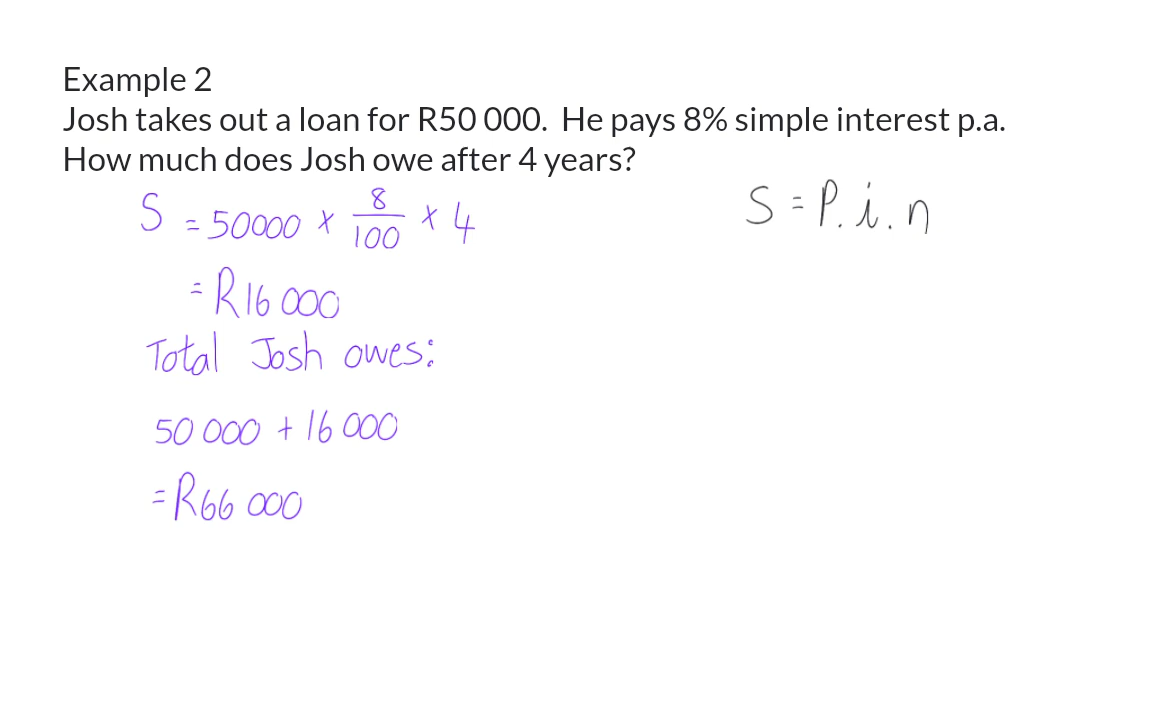 Example 2
Josh takes out a loan for R50 000. He pays 8% simple interest p.a.
How much does Josh owe after 4 years?
S = P. i . n
S = 50000 × 8/100 × 4
= R16 000
Total Josh owes:
50 000 + 16 000
= R66 000